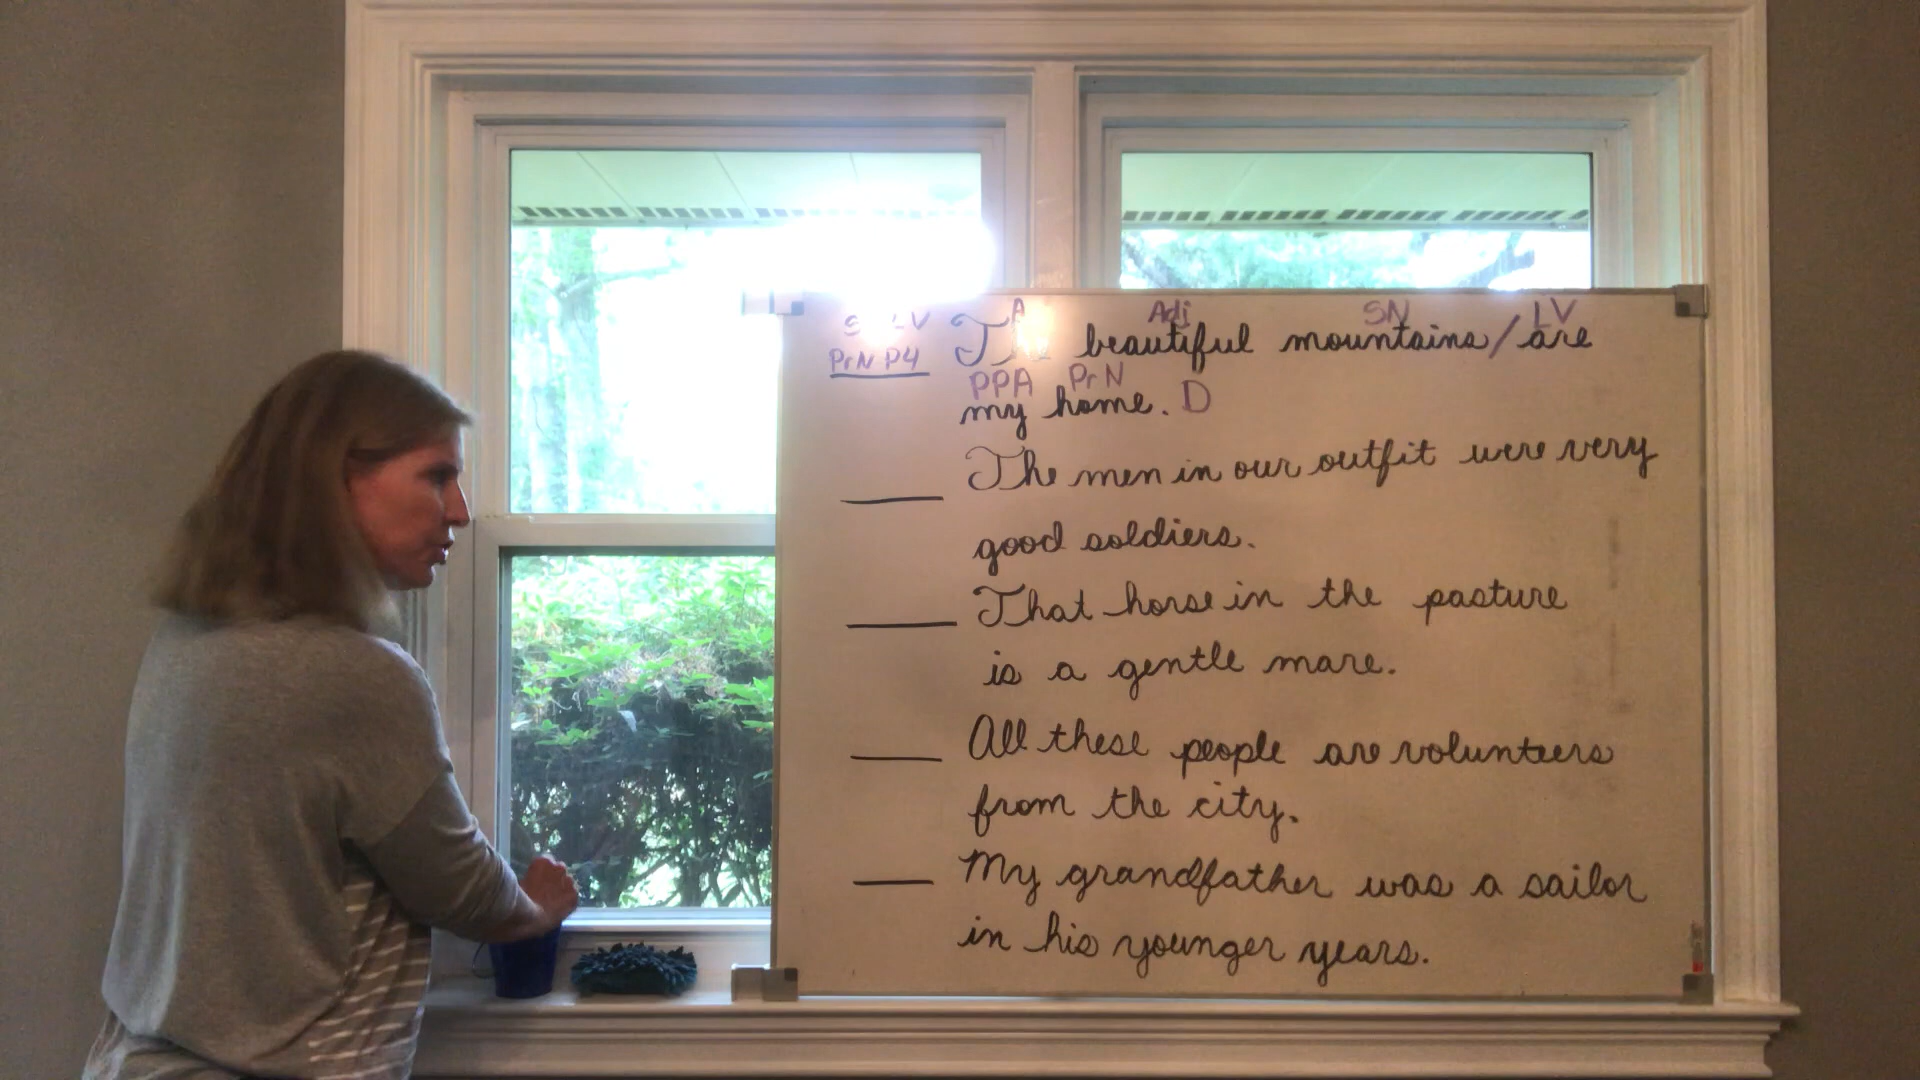 A Adj SN LV
LV The beautiful mountains / are
PrN P4
PPA PrN
my home. D
The men in our outfit were very
good soldiers.
That horse in the pasture
is a gentle mare.
All these people are volunteers
from the city.
My grandfather was a sailor
in his younger years.